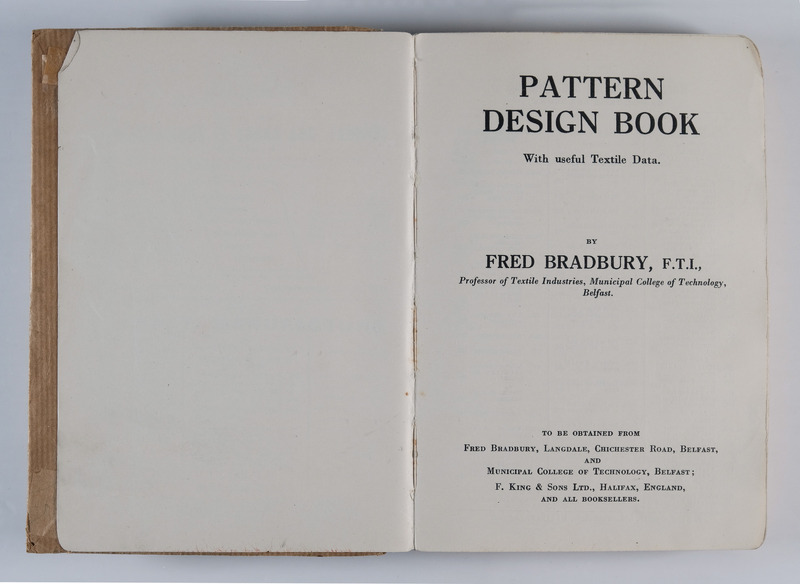 PATTERN
DESIGN BOOK
With useful Textile Data.
BY
FRED BRADBURY, F.T.I.,
Professor of Textile Industries, Municipal College of Technology,
Belfast.
TO BE OBTAINED FROM
Fred Bradbury, Langdale, Chichester Road, Belfast,
AND
Municipal College of Technology, Belfast;
F. King & Sons Ltd., Halifax, England,
AND ALL BOOKSELLERS.